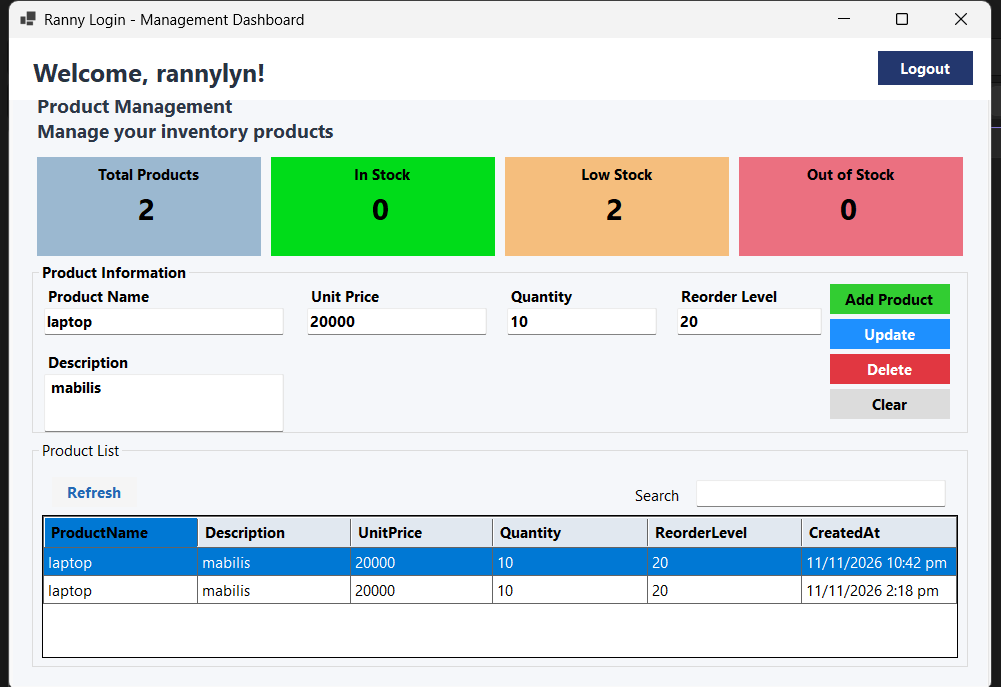 Ranny Login - Management Dashboard
Welcome, rannylyn!
Logout
Product Management
Manage your inventory products
Total Products
2
In Stock
0
Low Stock
2
Out of Stock
0
Product Information
Product Name
Unit Price
Quantity
Reorder Level
laptop
20000
10
20
Add Product
Update
Delete
Clear
Description
mabilis
Product List
Refresh
Search
ProductName Description UnitPrice Quantity ReorderLevel CreatedAt
laptop mabilis 20000 10 20 11/11/2026 10:42 pm
laptop mabilis 20000 10 20 11/11/2026 2:18 pm